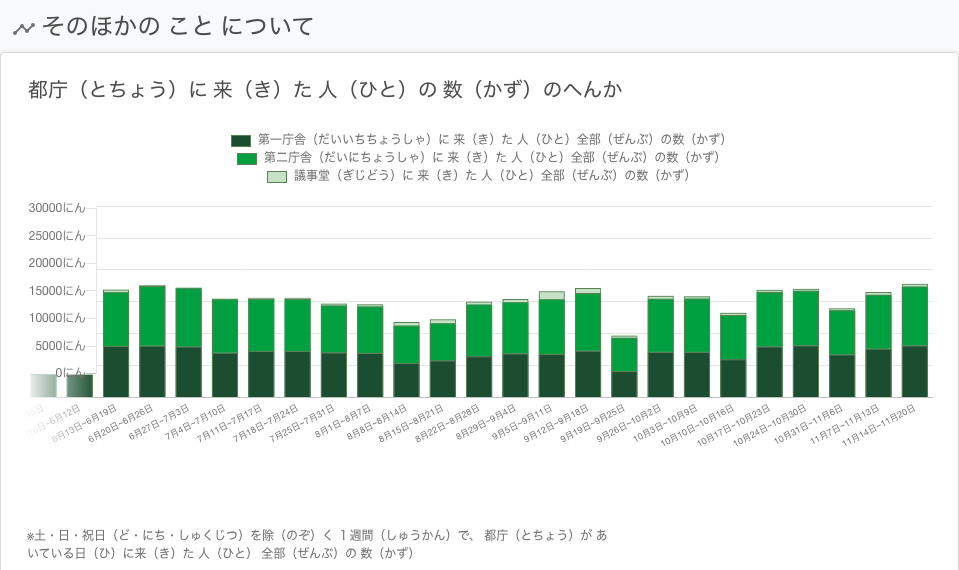 そのほかの こと について
都庁（とちょう）に 来（き）た 人（ひと）の 数（かず）のへんか
第一庁舎（だいいちちょうしゃ）に 来（き）た 人（ひと）全部（ぜんぶ）の数（かず）
第二庁舎（だいにちょうしゃ）に 来（き）た 人（ひと）全部（ぜんぶ）の数（かず）
議事堂（ぎじどう）に 来（き）た 人（ひと）全部（ぜんぶ）の数（かず）
30000にん
25000にん
20000にん
15000にん
10000にん
5000にん
0にん
6月13日~6月19日
6月20日~6月26日
6月27日~7月3日
7月4日~7月10日
7月11日~7月17日
7月18日~7月24日
7月25日~7月31日
8月1日~8月7日
8月8日~8月14日
8月15日~8月21日
8月22日~8月28日
8月29日~9月4日
9月5日~9月11日
9月12日~9月18日
9月19日~9月25日
9月26日~10月2日
10月3日~10月9日
10月10日~10月16日
10月17日~10月23日
10月24日~10月30日
10月31日~11月6日
11月7日~11月13日
11月14日~11月20日
※土・日・祝日（ど・にち・しゅくじつ）を除（のぞ）く １週間（しゅうかん）で、 都庁（とちょう）が あ
いている日（ひ）に来（き）た 人（ひと） 全部（ぜんぶ）の 数（かず）